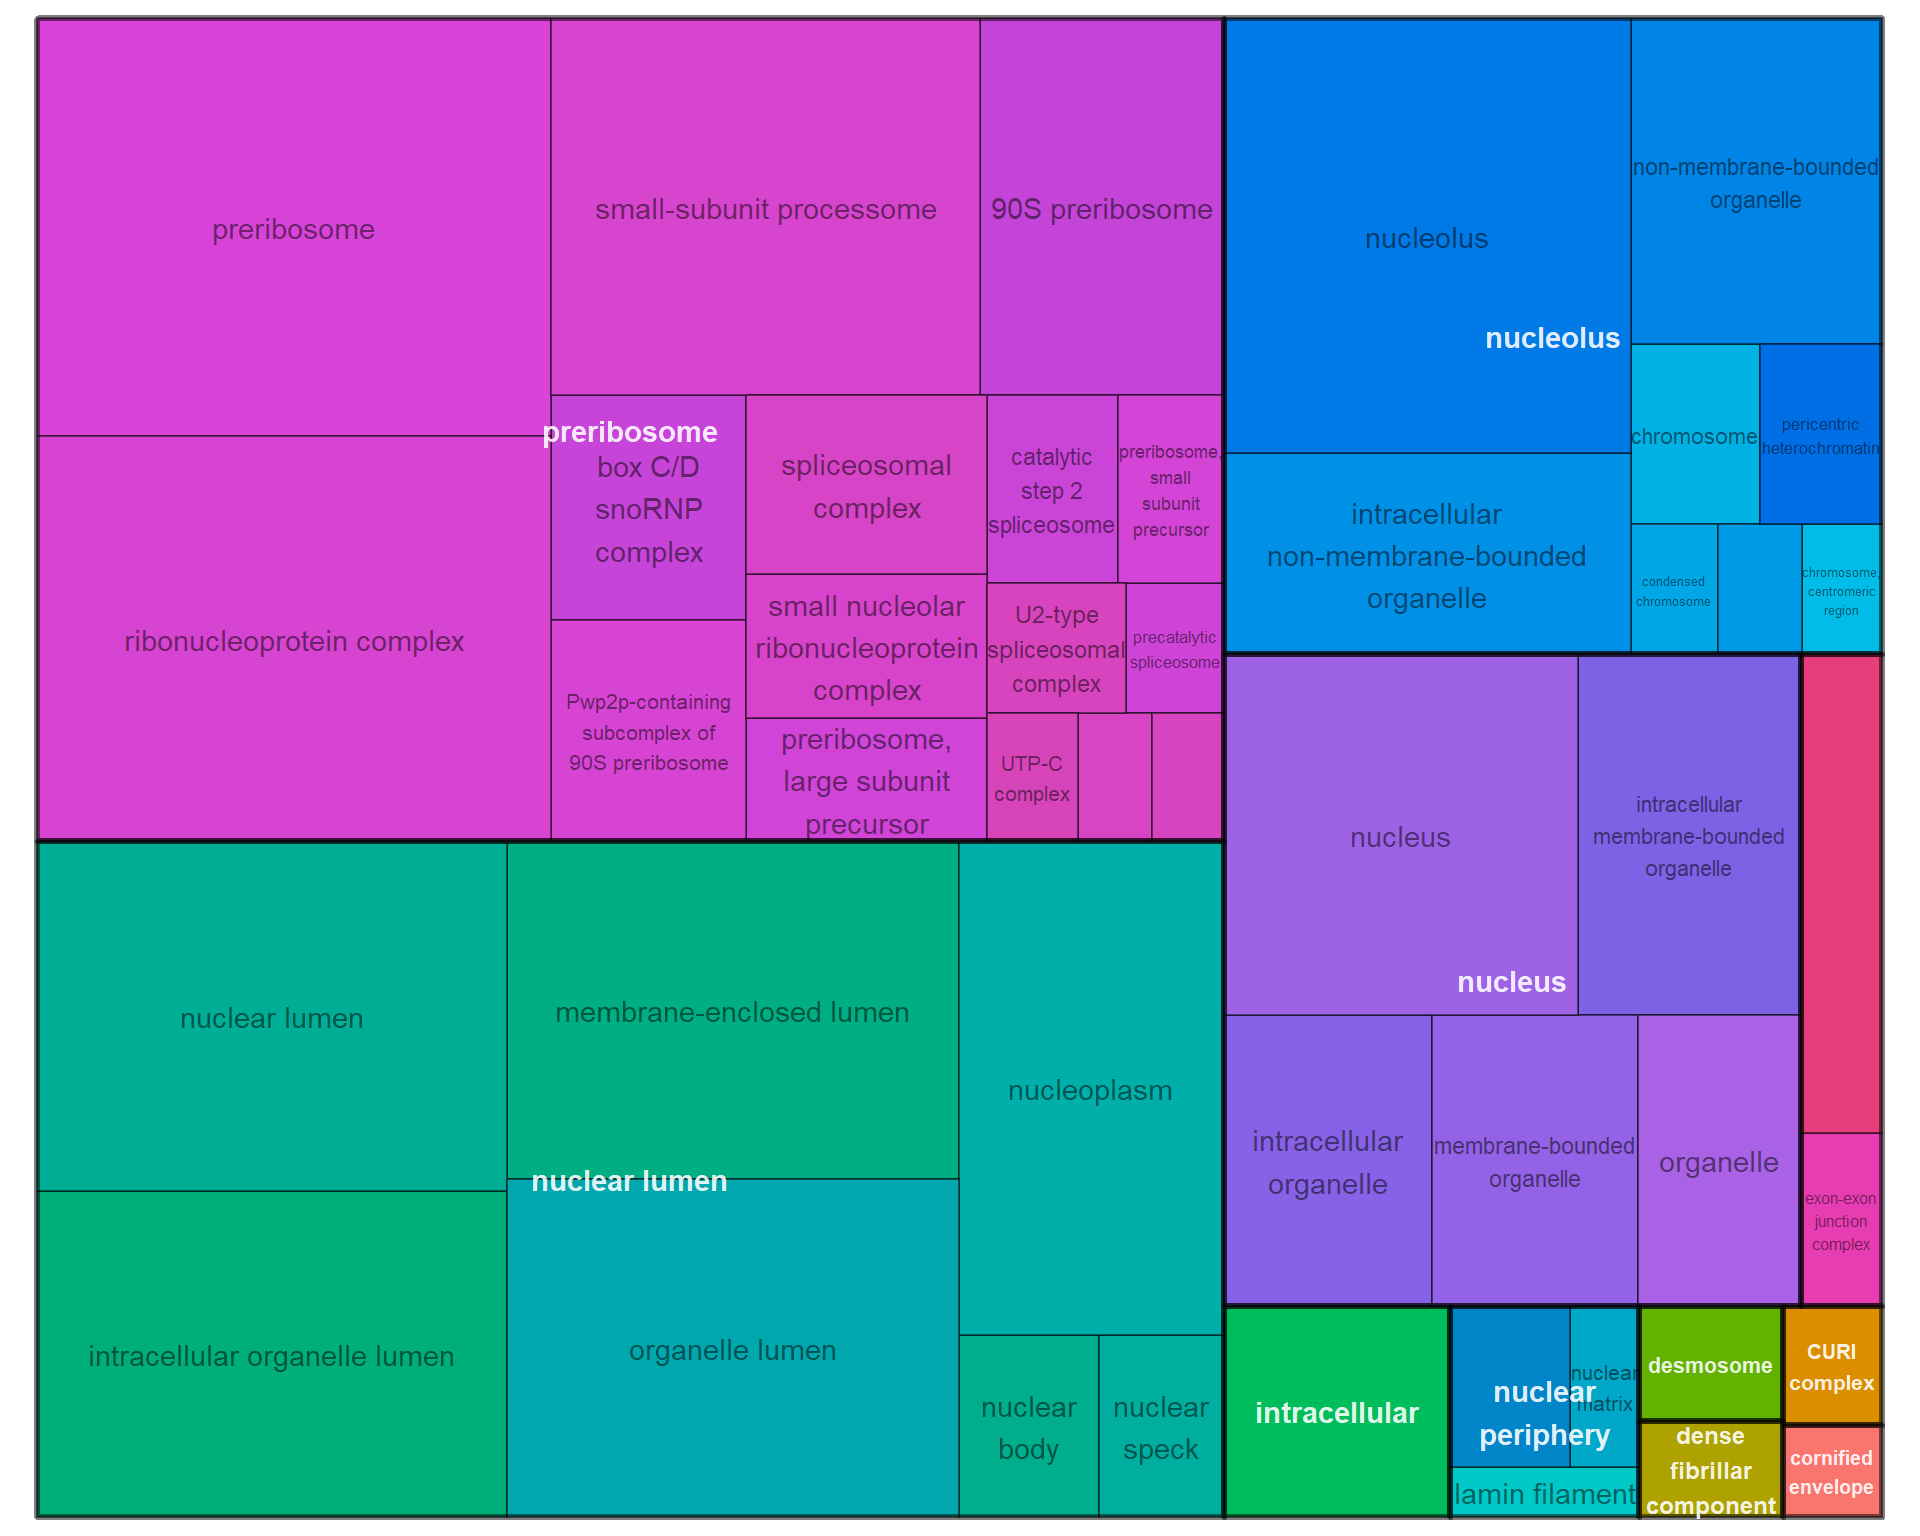 preribosome
small-subunit processome
90S preribosome
ribonucleoprotein complex
preribosome
box C/D
snoRNP
complex
Pwp2p-containing
subcomplex of
90S preribosome
spliceosomal
complex
small nucleolar
ribonucleoprotein
complex
preribosome,
large subunit
precursor
catalytic
step 2
spliceosome
preribosome,
small
subunit
precursor
U2-type
spliceosomal
complex
precatalytic
spliceosome
UTP-C
complex
nucleolus
nucleolus
non-membrane-bounded
organelle
intracellular
non-membrane-bounded
organelle
chromosome
pericentric
heterochromatin
condensed
chromosome
chromosome,
centromeric
region
nuclear lumen
membrane-enclosed lumen
nucleoplasm
nuclear lumen
intracellular organelle lumen
organelle lumen
nuclear
body
nuclear
speck
nucleus
nucleus
intracellular
membrane-bounded
organelle
intracellular
organelle
membrane-bounded
organelle
organelle
exon-exon
junction
complex
intracellular
nuclear
periphery
nuclear
matrix
lamin filament
desmosome
dense
fibrillar
component
CURI
complex
cornified
envelope